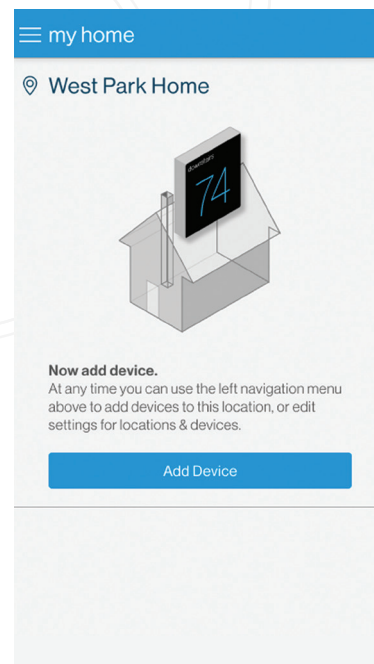 my home
West Park Home
downstairs
74
Now add device.
At any time you can use the left navigation menu
above to add devices to this location, or edit
settings for locations & devices.
Add Device